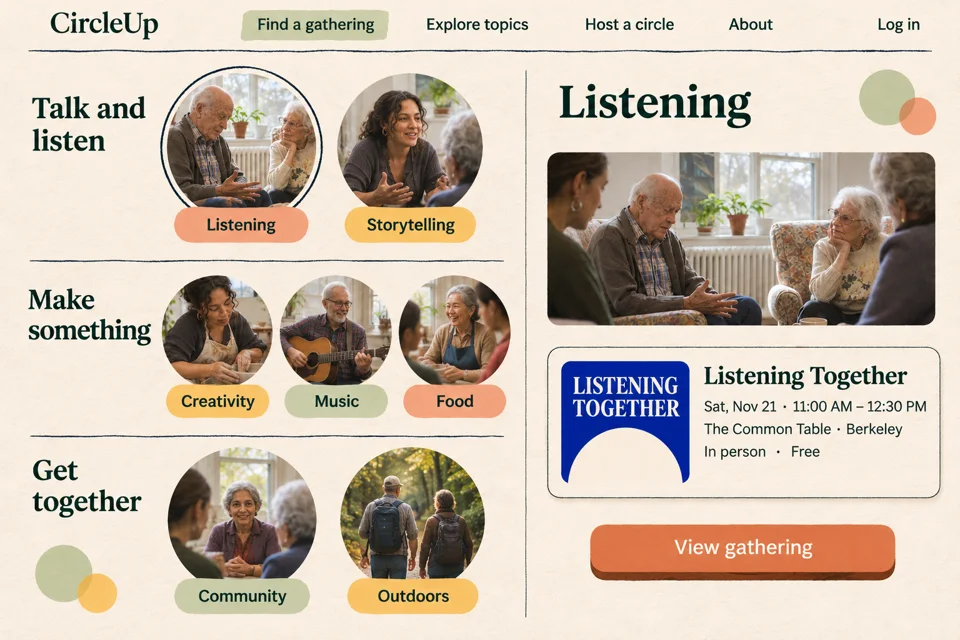 CircleUp
Find a gathering
Explore topics
Host a circle
About
Log in
Talk and
listen
Listening
Storytelling
Make
something
Creativity
Music
Food
Get
together
Community
Outdoors
Listening
LISTENING
TOGETHER
Listening Together
Sat, Nov 21 · 11:00 AM – 12:30 PM
The Common Table · Berkeley
In person · Free
View gathering